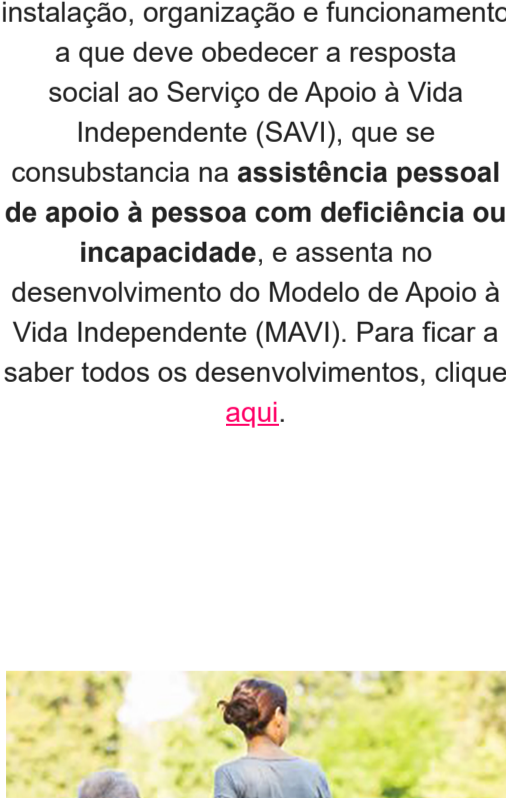 instalação, organização e funcionamento
a que deve obedecer a resposta
social ao Serviço de Apoio à Vida
Independente (SAVI), que se
consubstancia na assistência pessoal
de apoio à pessoa com deficiência ou
incapacidade, e assenta no
desenvolvimento do Modelo de Apoio à
Vida Independente (MAVI). Para ficar a
saber todos os desenvolvimentos, clique
aqui.